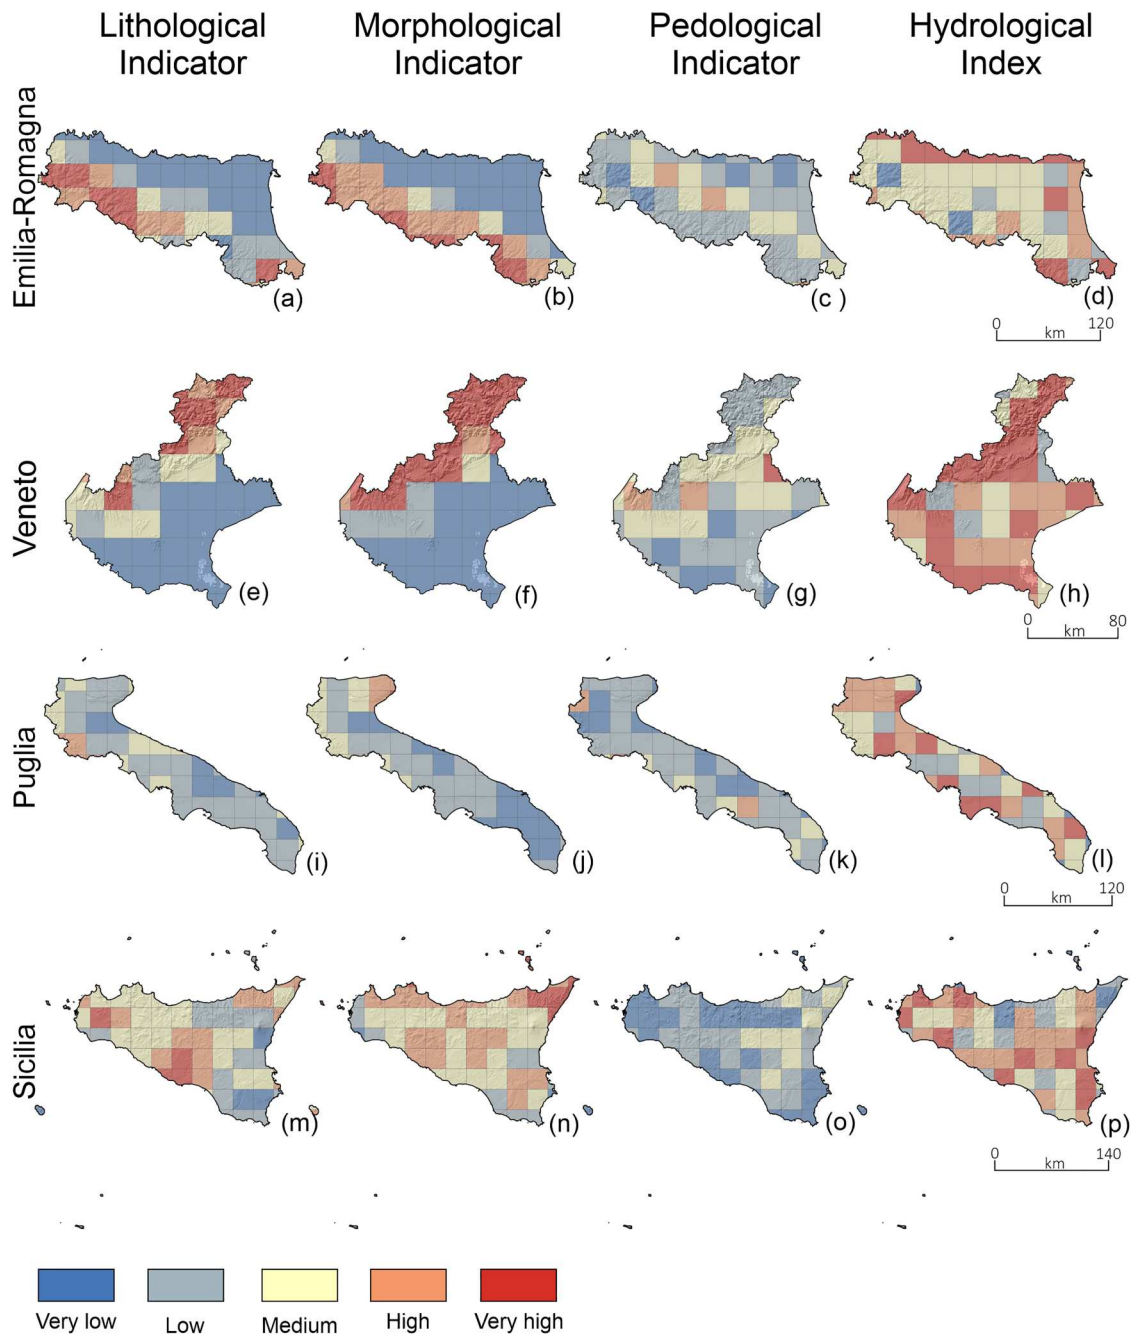 Lithological
Indicator
Morphological
Indicator
Pedological
Indicator
Hydrological
Index
Emilia-Romagna
(a)
(b)
(c )
(d)
0 km 120
Veneto
(e)
(f)
(g)
(h)
0 km 80
Puglia
(i)
(j)
(k)
(l)
0 km 120
Sicilia
(m)
(n)
(o)
(p)
0 km 140
Very low
Low
Medium
High
Very high